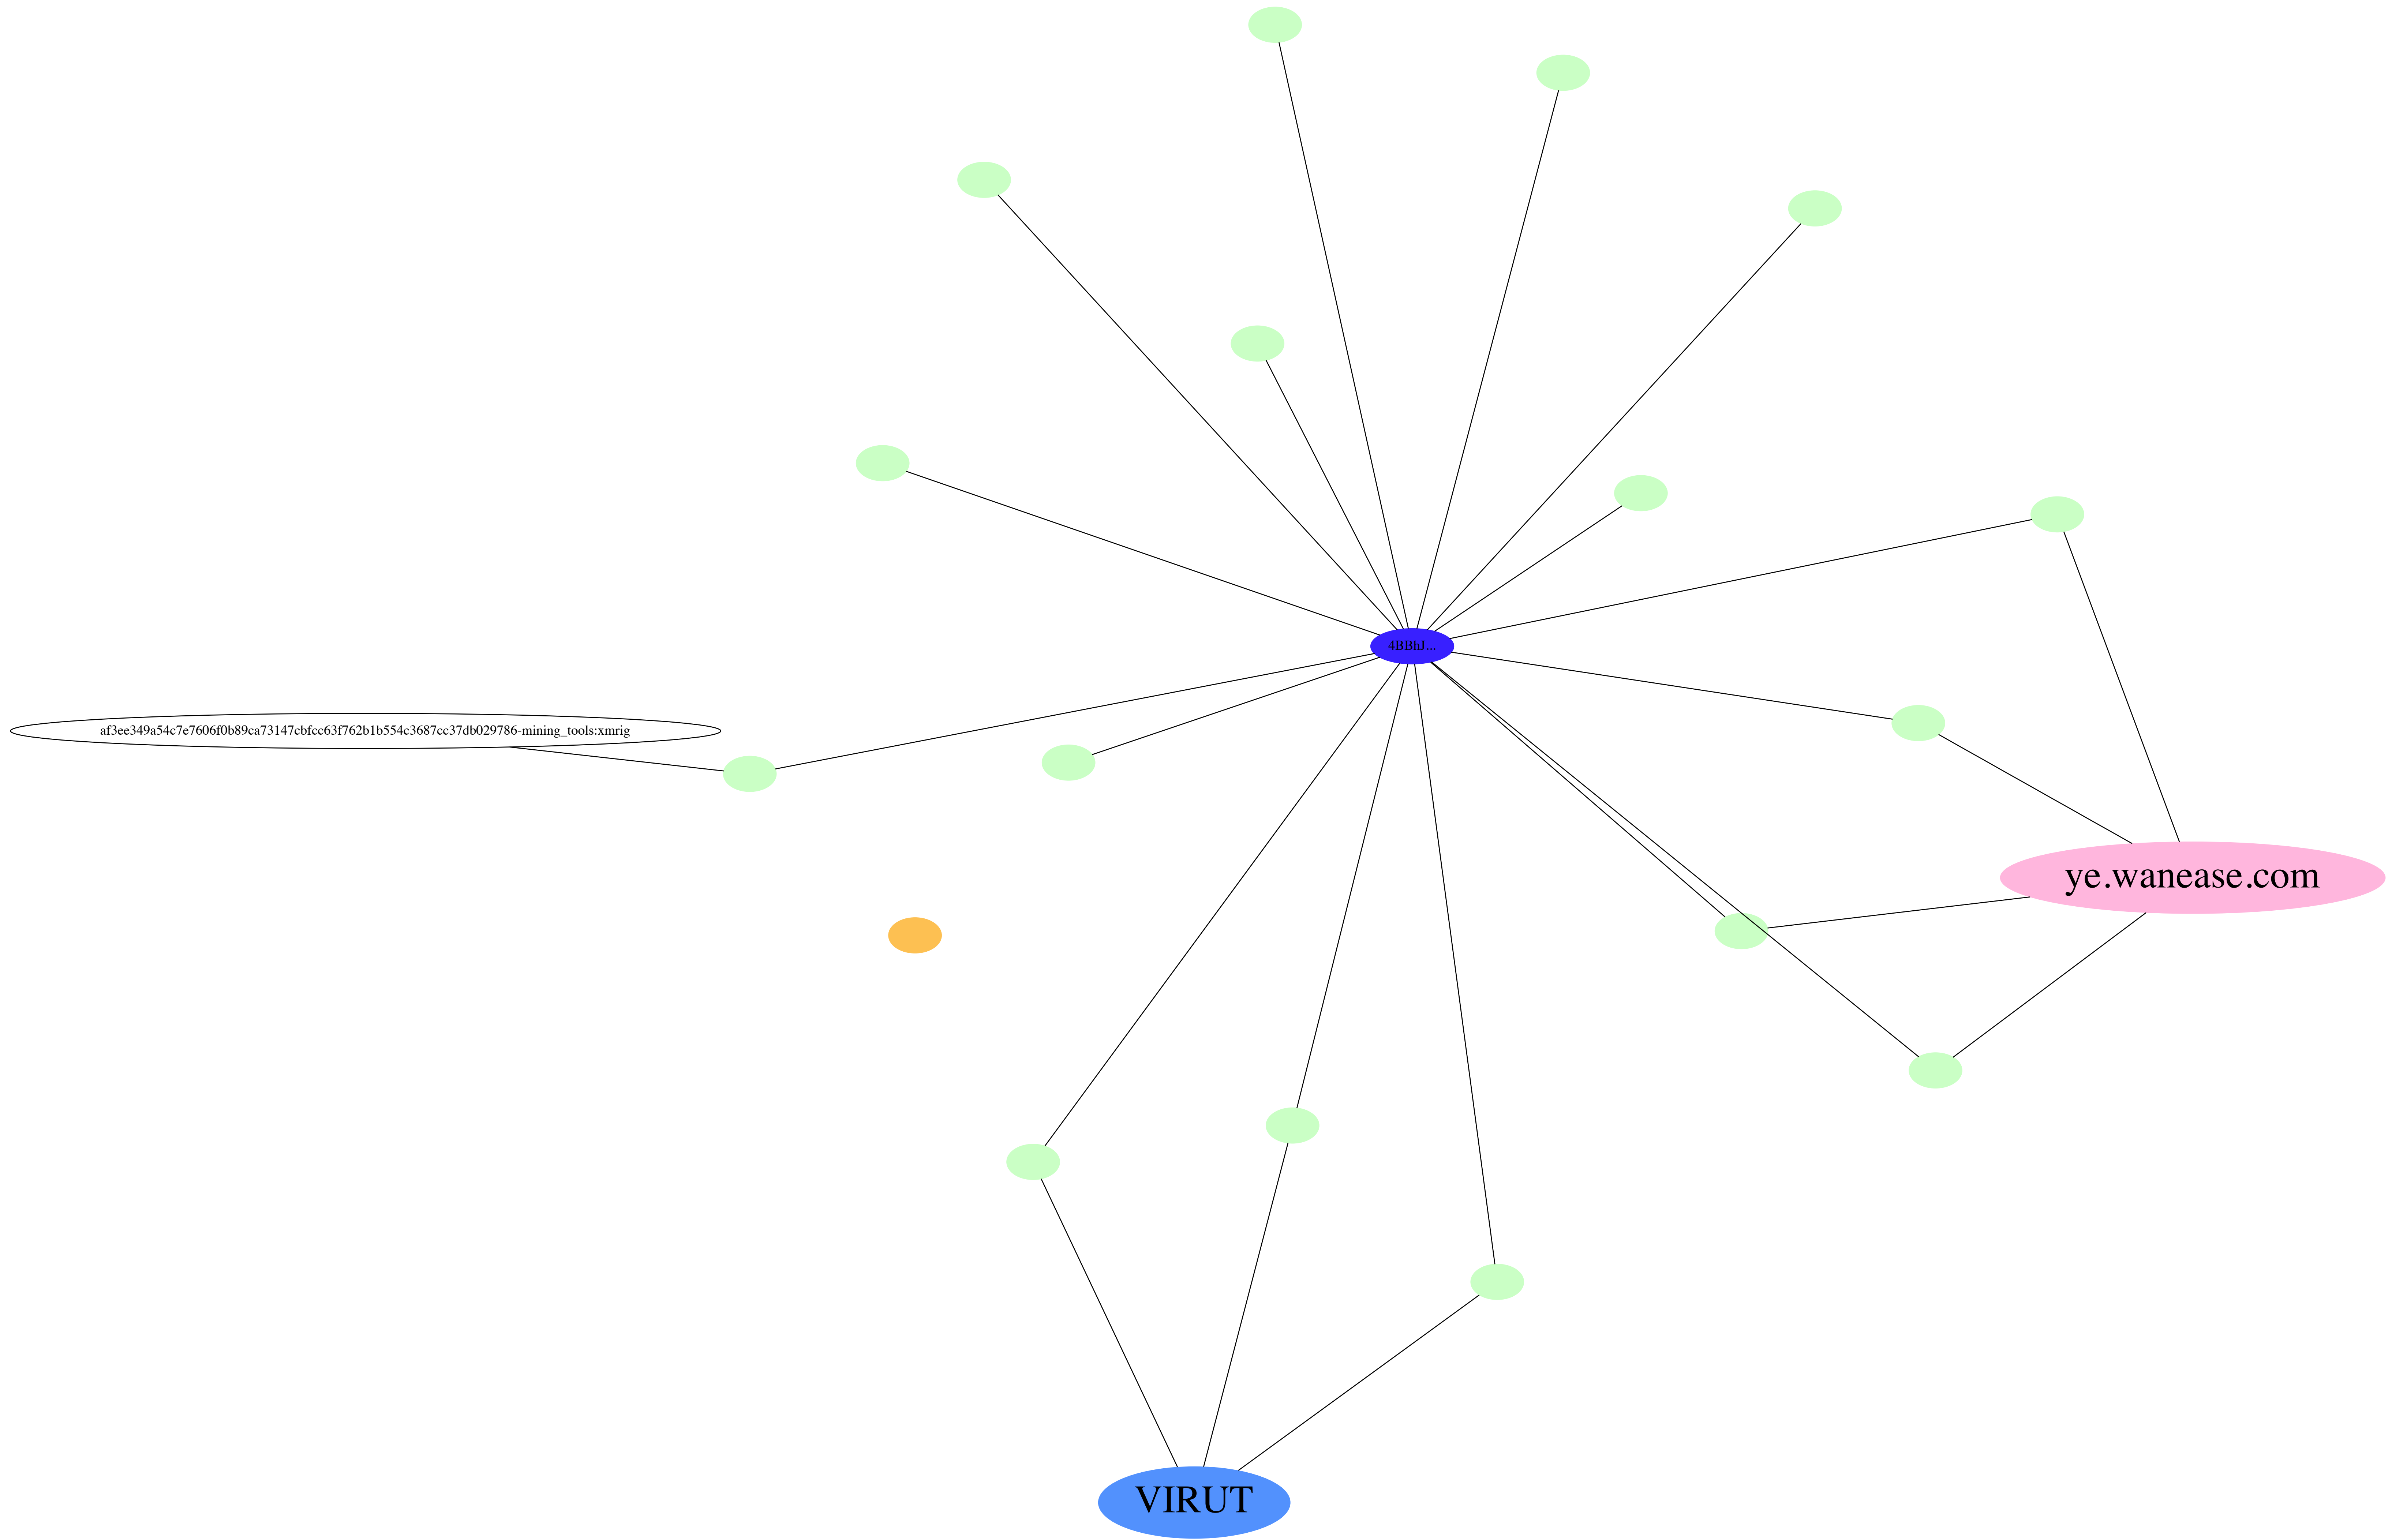 4BBhJ...
af3ee349a54c7e7606f0b89ca73147cbfcc63f762b1b554c3687cc37db029786-mining_tools:xmrig
ye.wanease.com
VIRUT